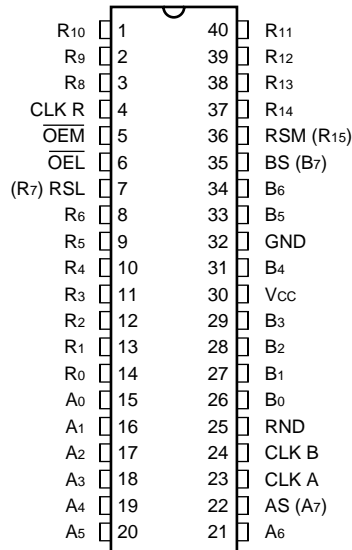 R10 1 40 R11
R9 2 39 R12
R8 3 38 R13
CLK R 4 37 R14
OEM 5 36 RSM (R15)
OEL 6 35 BS (B7)
(R7) RSL 7 34 B6
R6 8 33 B5
R5 9 32 GND
R4 10 31 B4
R3 11 30 VCC
R2 12 29 B3
R1 13 28 B2
R0 14 27 B1
A0 15 26 B0
A1 16 25 RND
A2 17 24 CLK B
A3 18 23 CLK A
A4 19 22 AS (A7)
A5 20 21 A6